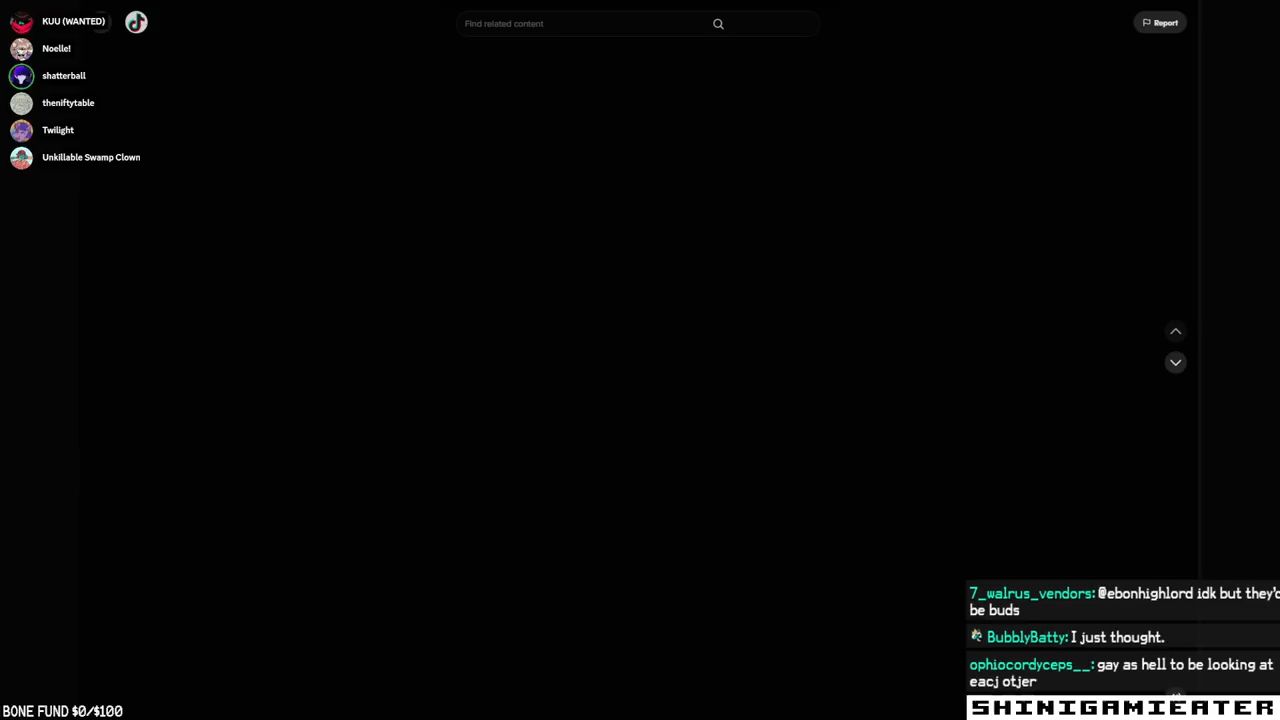 KUU (WANTED)
Find related content
Report
Noelle!
shatterball
theniftytable
Twilight
Unkillable Swamp Clown
7_walrus_vendors: @ebonhighlord idk but they'd
be buds
BubblyBatty: I just thought.
ophiocordyceps__: gay as hell to be looking at
eacj otjer
BONE FUND $0/$100
SHINIGAMIEATER